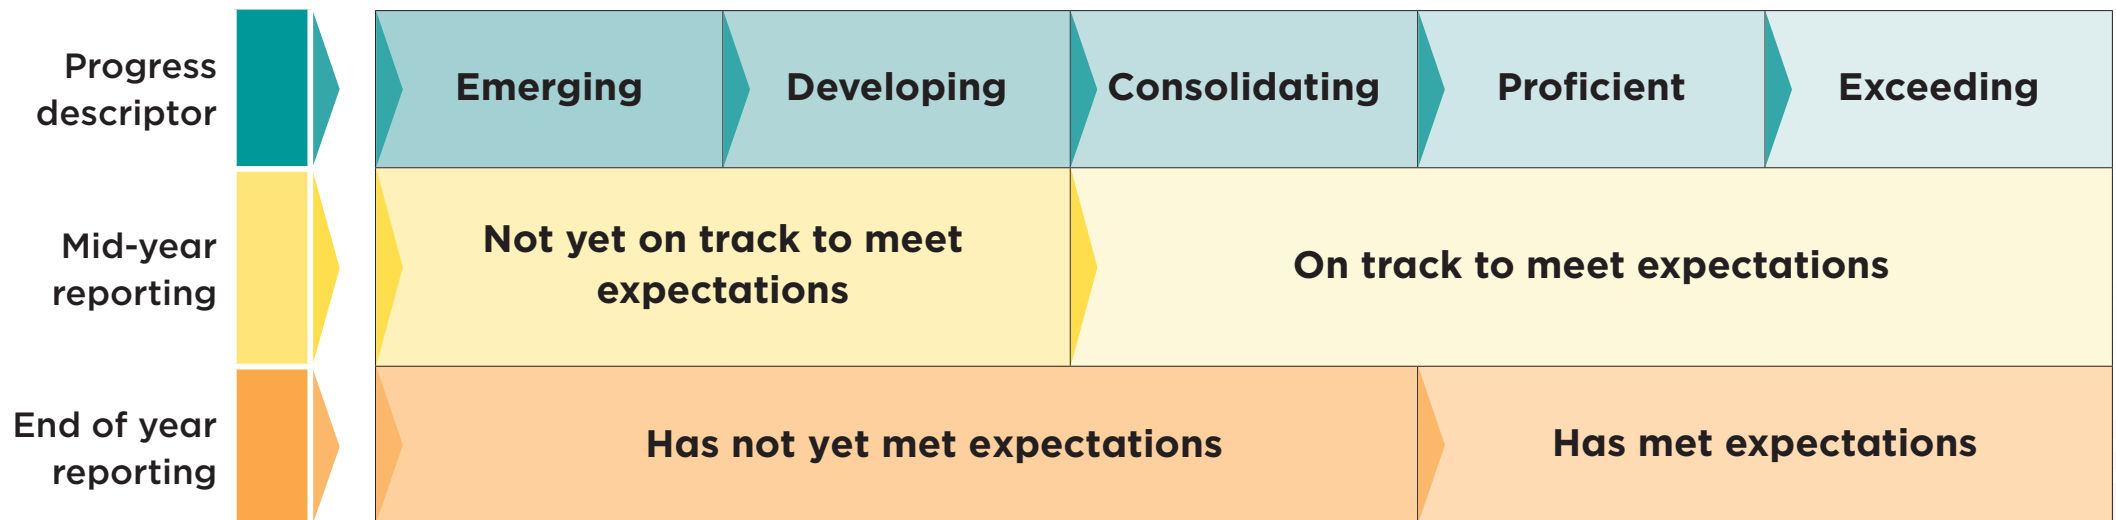 Progress
descriptor
Emerging
Developing
Consolidating
Proficient
Exceeding
Mid-year
reporting
Not yet on track to meet
expectations
On track to meet expectations
End of year
reporting
Has not yet met expectations
Has met expectations